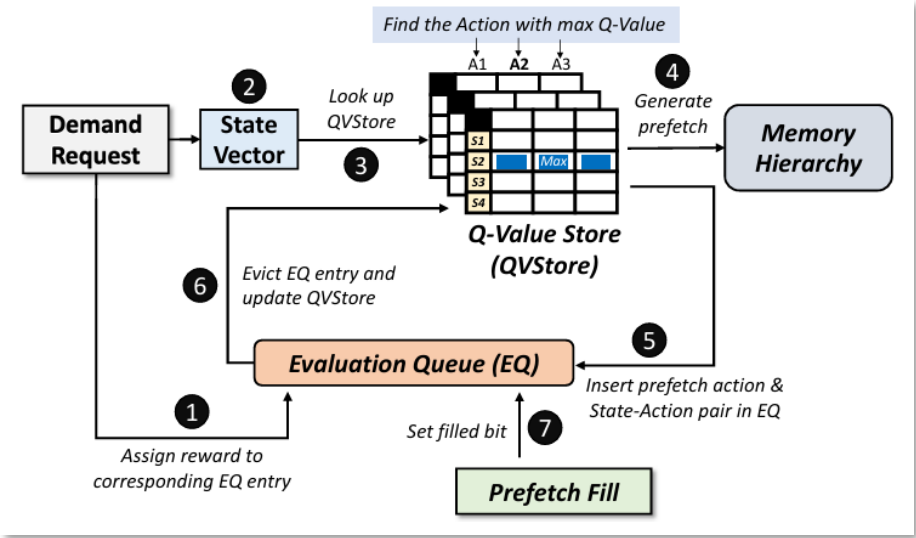 Find the Action with max Q-Value
A1 A2 A3
4
2
Look up
QVStore
Generate
prefetch
Demand
Request
State
Vector
Memory
Hierarchy
3
S1
S2 Max
S3
S4
Q-Value Store
(QVStore)
6
Evict EQ entry and
update QVStore
5
Evaluation Queue (EQ)
Insert prefetch action &
State-Action pair in EQ
1
Set filled bit
7
Assign reward to
corresponding EQ entry
Prefetch Fill